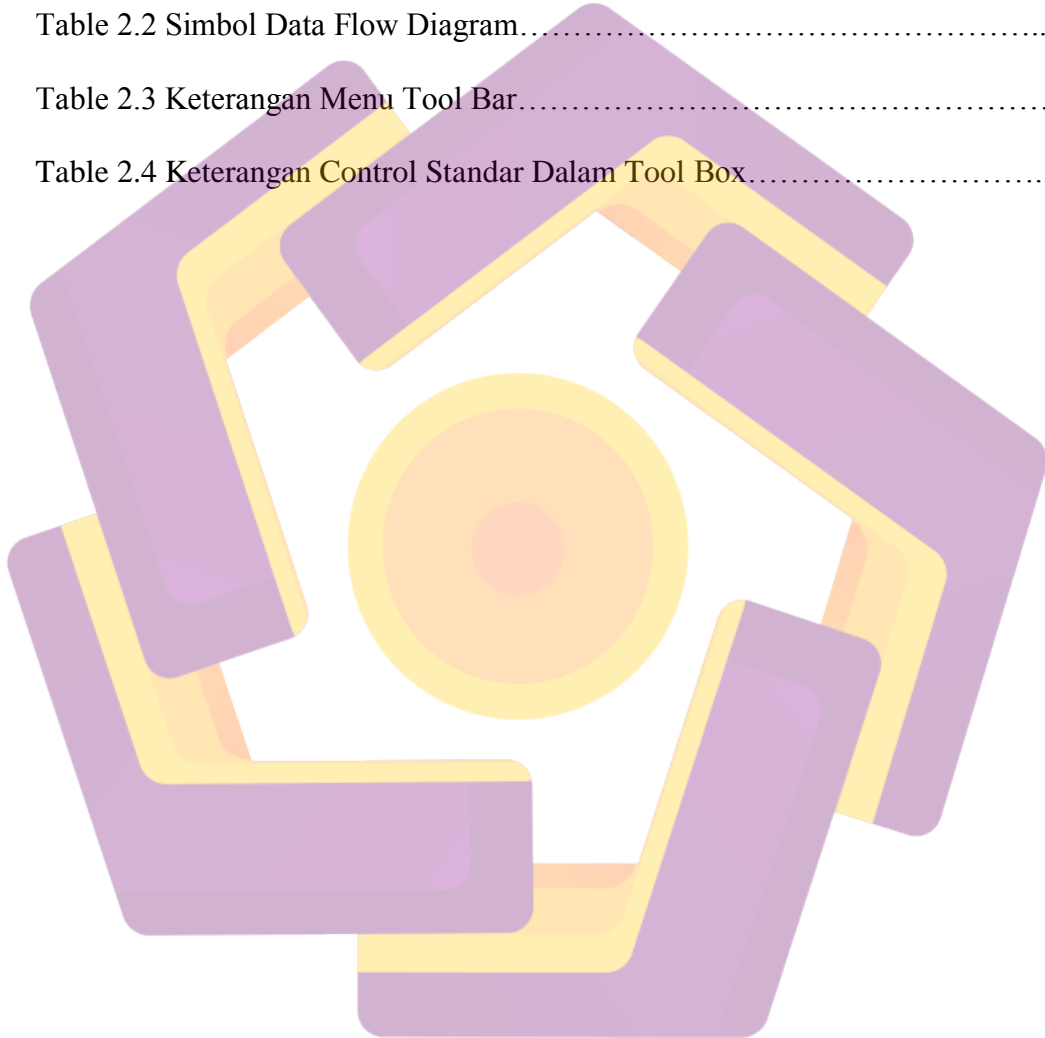 Table 2.2 Simbol Data Flow Diagram…………………………………………..
Table 2.3 Keterangan Menu Tool Bar……………………………………………
Table 2.4 Keterangan Control Standar Dalam Tool Box……………………….